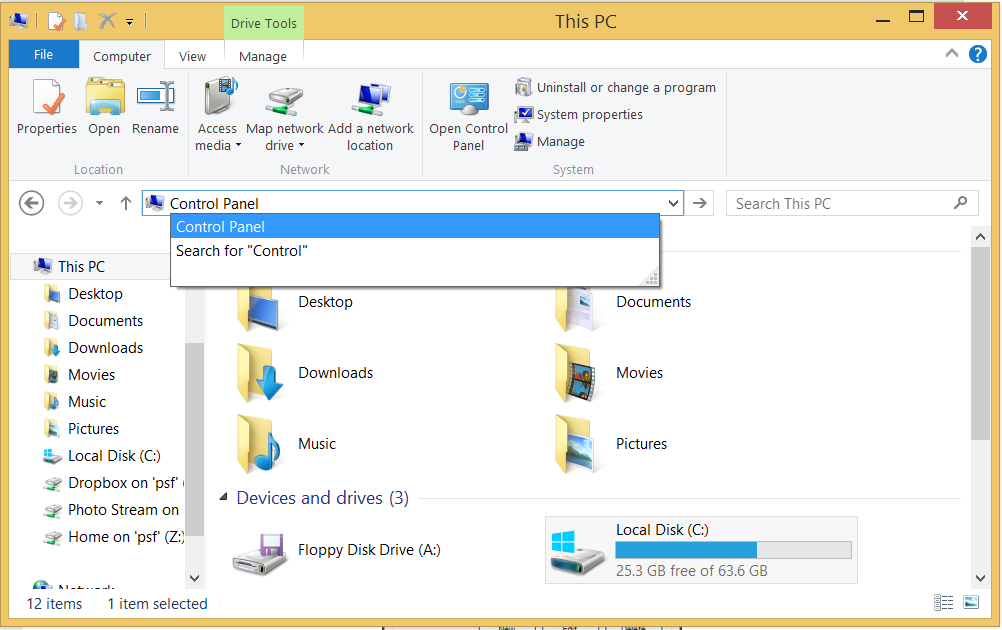 Drive Tools
This PC
File
Computer
View
Manage
Properties
Open
Rename
Location
Access media
Map network drive
Add a network location
Network
Open Control Panel
Uninstall or change a program
System properties
Manage
System
Control Panel
Search This PC
Control Panel
Search for "Control"
This PC
Desktop
Documents
Downloads
Movies
Music
Pictures
Local Disk (C:)
Dropbox on 'psf'
Photo Stream on
Home on 'psf' (Z:)
Network
Desktop
Documents
Downloads
Movies
Music
Pictures
Devices and drives (3)
Floppy Disk Drive (A:)
Local Disk (C:)
25.3 GB free of 63.6 GB
12 items
1 item selected